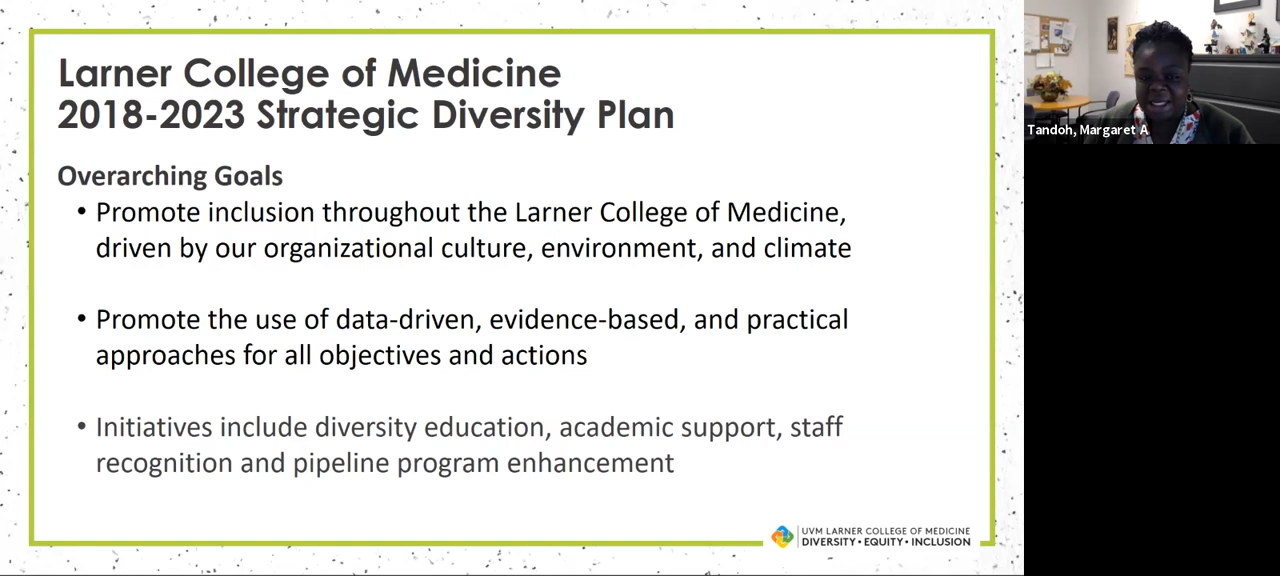 Larner College of Medicine
2018-2023 Strategic Diversity Plan
Overarching Goals
• Promote inclusion throughout the Larner College of Medicine,
driven by our organizational culture, environment, and climate
• Promote the use of data-driven, evidence-based, and practical
approaches for all objectives and actions
• Initiatives include diversity education, academic support, staff
recognition and pipeline program enhancement
UVM LARNER COLLEGE OF MEDICINE
DIVERSITY • EQUITY • INCLUSION
Tandoh, Margaret A